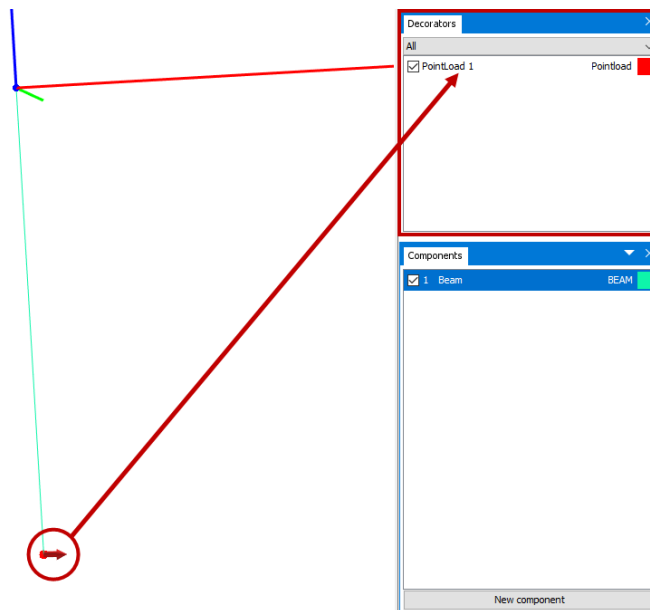 Decorators
All
PointLoad 1 Pointload
Components
1 Beam BEAM
New component